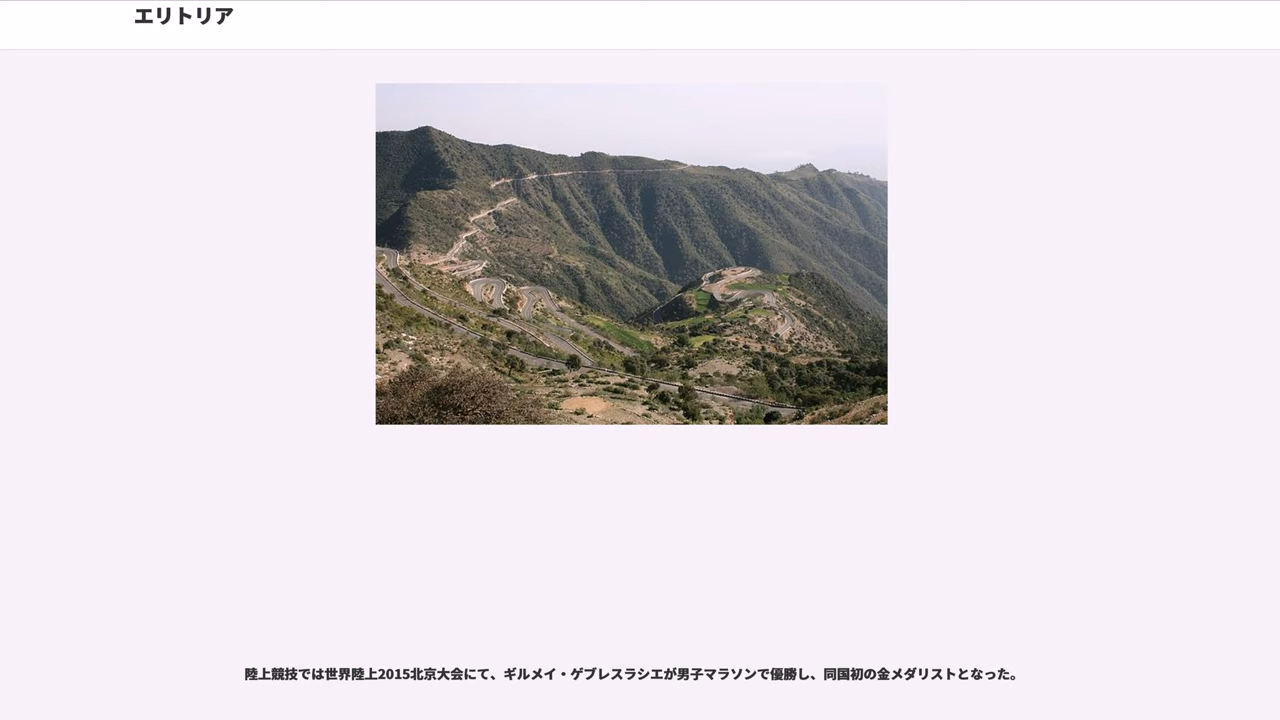 エリトリア
陸上競技では世界陸上2015北京大会にて、ギルメイ・ゲブレスラシエが男子マラソンで優勝し、同国初の金メダリストとなった。